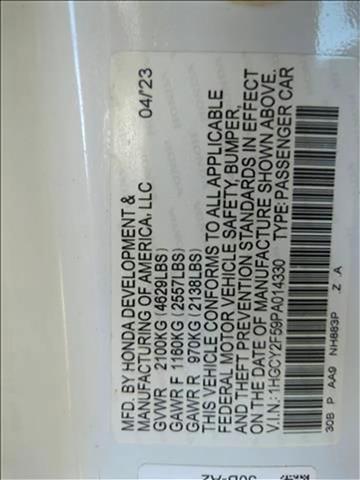 MFD. BY HONDA DEVELOPMENT &
MANUFACTURING OF AMERICA, LLC 04/'23
GVWR 2100KG (4629LBS)
GAWR F 1160KG (2557LBS)
GAWR R 970KG (2138LBS)
THIS VEHICLE CONFORMS TO ALL APPLICABLE
FEDERAL MOTOR VEHICLE SAFETY, BUMPER,
AND THEFT PREVENTION STANDARDS IN EFFECT
ON THE DATE OF MANUFACTURE SHOWN ABOVE.
V.I.N.: 1HGCY2F59PA014330 TYPE:PASSENGER CAR
30B P AA9 NH883P . Z . A
30B-A2